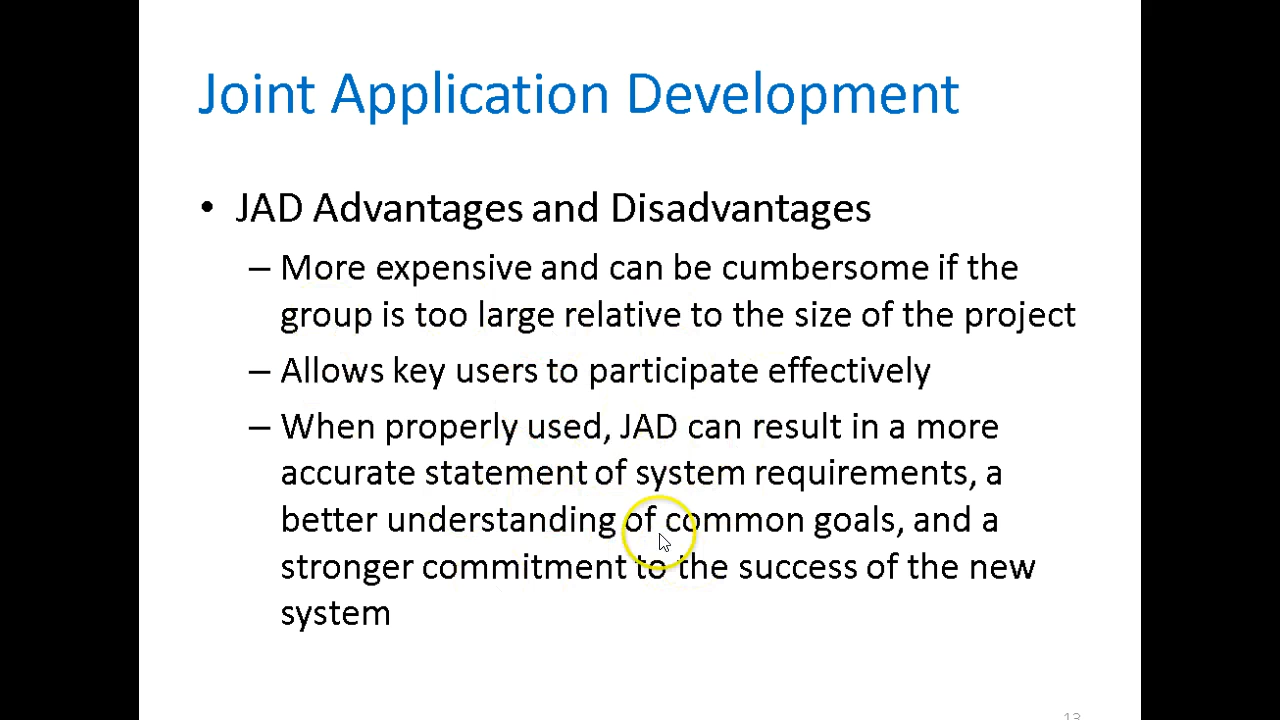 Joint Application Development
• JAD Advantages and Disadvantages
– More expensive and can be cumbersome if the
group is too large relative to the size of the project
– Allows key users to participate effectively
– When properly used, JAD can result in a more
accurate statement of system requirements, a
better understanding of common goals, and a
stronger commitment to the success of the new
system
13